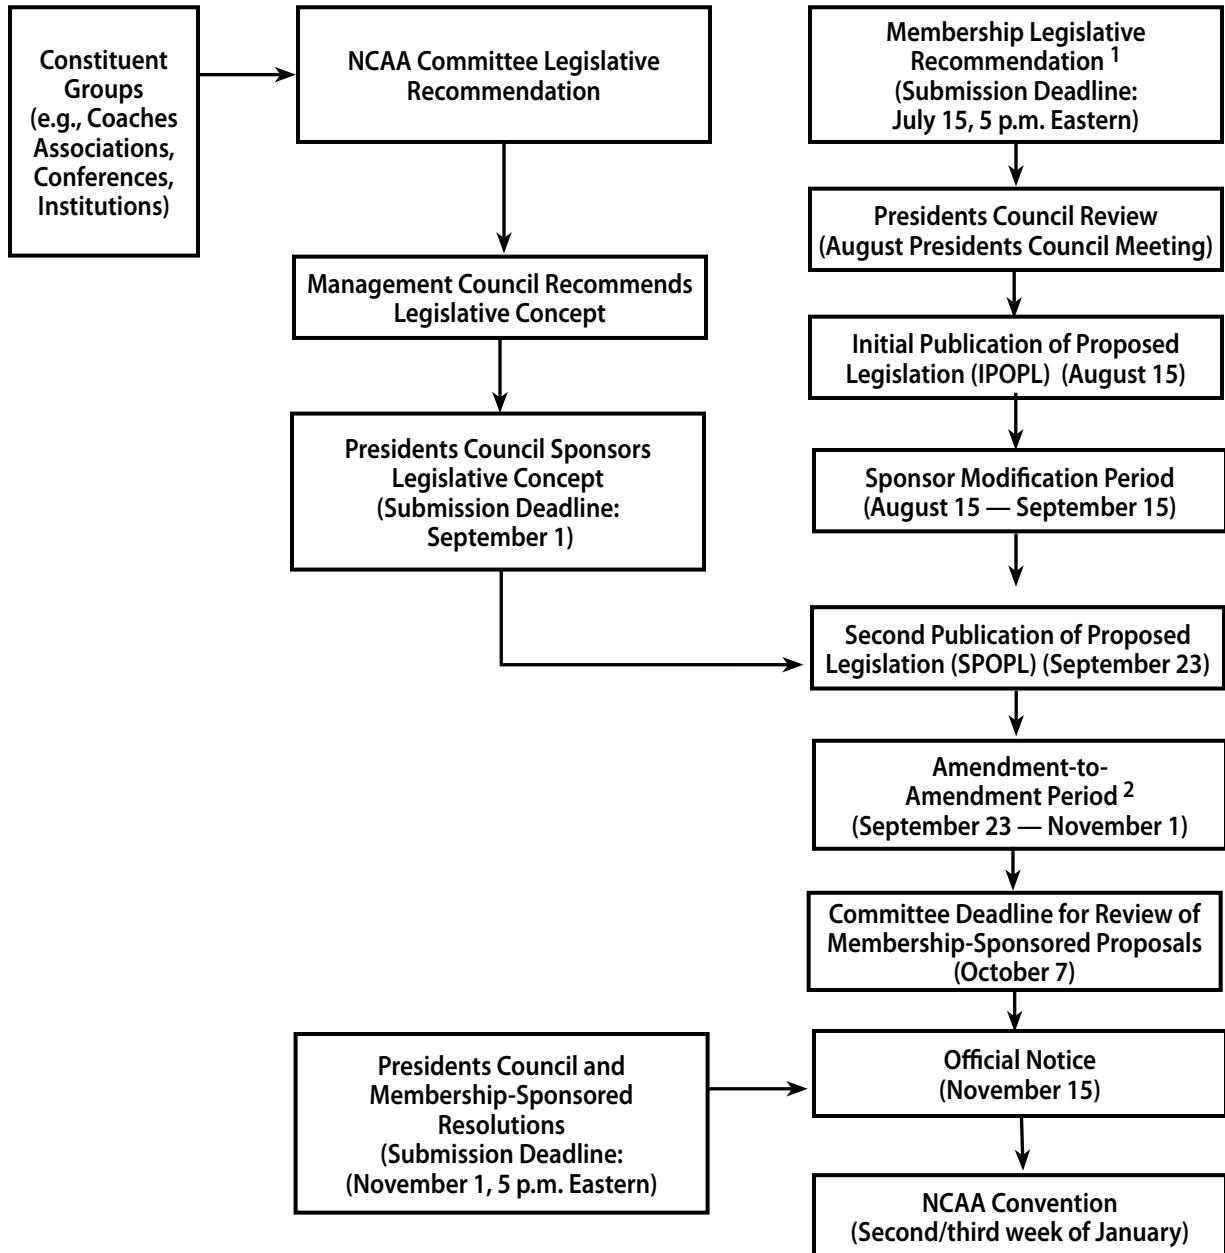 Constituent
Groups
(e.g., Coaches
Associations,
Conferences,
Institutions)
NCAA Committee Legislative
Recommendation
Management Council Recommends
Legislative Concept
Presidents Council Sponsors
Legislative Concept
(Submission Deadline:
September 1)
Membership Legislative
Recommendation 1
(Submission Deadline:
July 15, 5 p.m. Eastern)
Presidents Council Review
(August Presidents Council Meeting)
Initial Publication of Proposed
Legislation (IPOPL) (August 15)
Sponsor Modification Period
(August 15 — September 15)
Second Publication of Proposed
Legislation (SPOPL) (September 23)
Amendment-to-
Amendment Period 2
(September 23 — November 1)
Committee Deadline for Review of
Membership-Sponsored Proposals
(October 7)
Presidents Council and
Membership-Sponsored
Resolutions
(Submission Deadline:
(November 1, 5 p.m. Eastern)
Official Notice
(November 15)
NCAA Convention
(Second/third week of January)